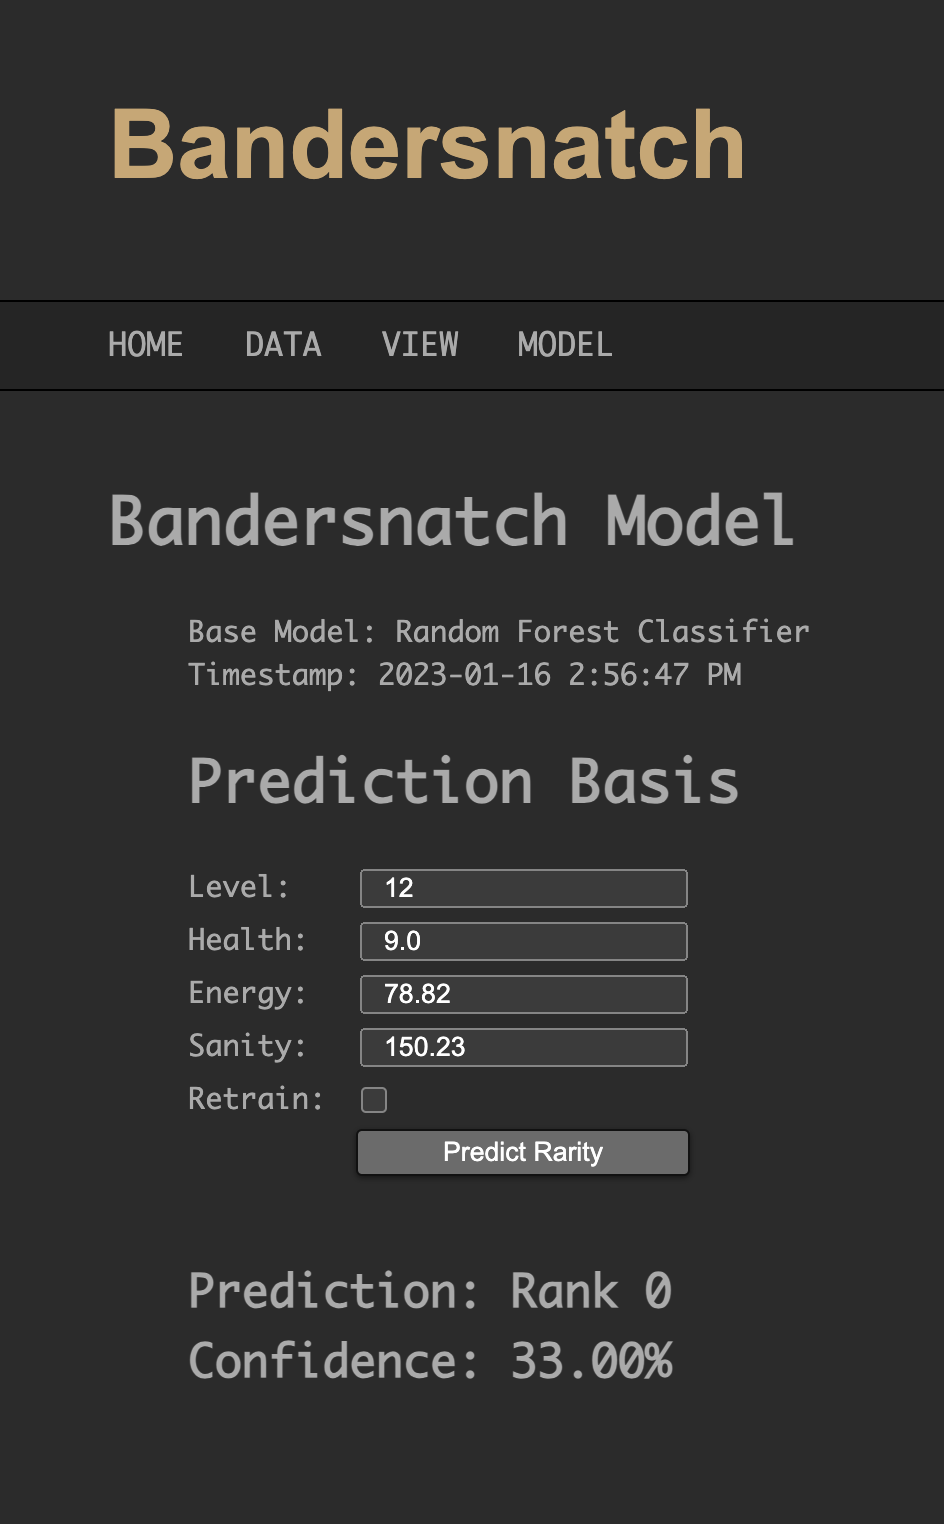 Bandersnatch
HOME DATA VIEW MODEL
Bandersnatch Model
Base Model: Random Forest Classifier
Timestamp: 2023-01-16 2:56:47 PM
Prediction Basis
Level: 12
Health: 9.0
Energy: 78.82
Sanity: 150.23
Retrain:
Predict Rarity
Prediction: Rank 0
Confidence: 33.00%